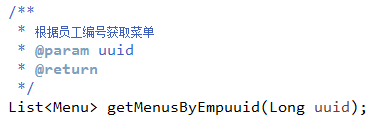 /**
 * 根据员工编号获取菜单
 * @param uuid
 * @return
 */
List<Menu> getMenusByEmpuuid(Long uuid);